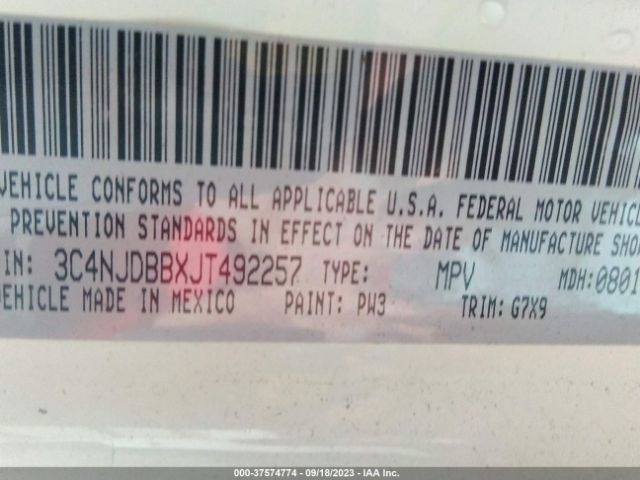 VEHICLE CONFORMS TO ALL APPLICABLE U.S.A. FEDERAL MOTOR VEHICLE
PREVENTION STANDARDS IN EFFECT ON THE DATE OF MANUFACTURE SHO
IN: 3C4NJDBBXJT492257 TYPE: MPV MDH:0801
VEHICLE MADE IN MEXICO PAINT: PW3 TRIM: G7X9
000-37574774 - 09/18/2023 - IAA Inc.